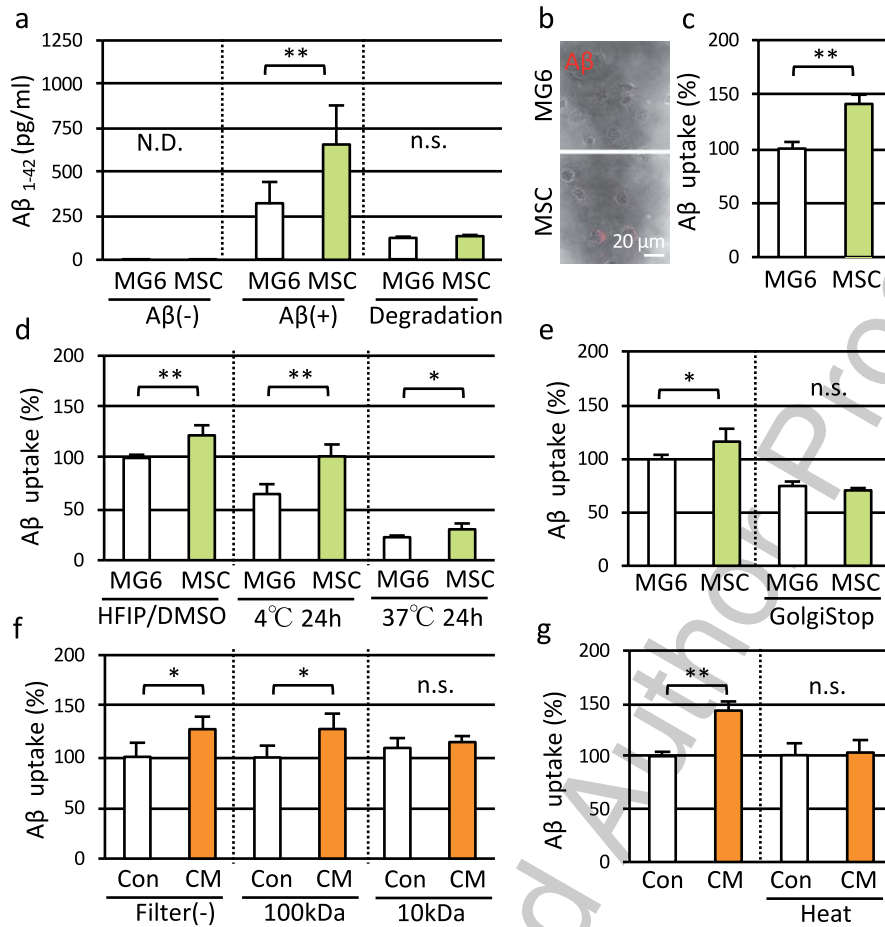 a
1250
1000
750
500
250
0
Aβ 1-42 (pg/ml)
N.D.
**
n.s.
MG6 MSC
MG6 MSC
MG6 MSC
Aβ(-)
Aβ(+)
Degradation
b
Aβ
MG6
MSC
20 μm
c
200
150
100
50
0
Aβ uptake (%)
**
MG6
MSC
d
200
150
100
50
0
Aβ uptake (%)
**
**
*
MG6 MSC
MG6 MSC
MG6 MSC
HFIP/DMSO
4℃ 24h
37℃ 24h
e
200
150
100
50
0
Aβ uptake (%)
*
n.s.
MG6 MSC
MG6 MSC
GolgiStop
f
200
150
100
50
0
Aβ uptake (%)
*
*
n.s.
Con CM
Con CM
Con CM
Filter(-)
100kDa
10kDa
g
200
150
100
50
0
Aβ uptake (%)
**
n.s.
Con CM
Con CM
Heat
d Author Pro